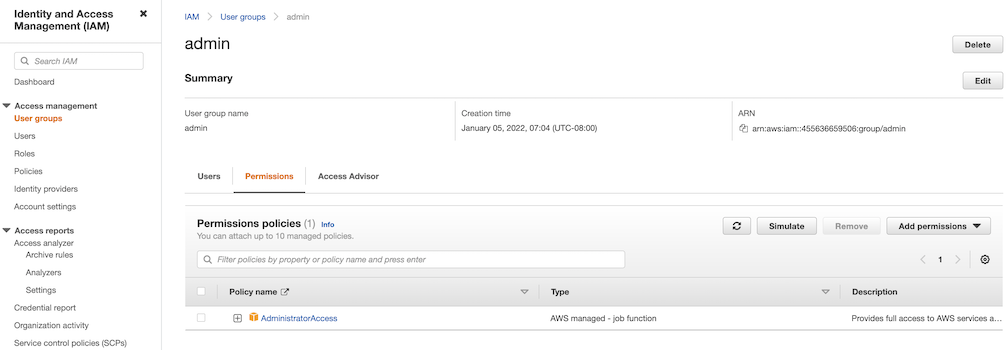 Identity and Access
Management (IAM)
Search IAM
Dashboard
Access management
User groups
Users
Roles
Policies
Identity providers
Account settings
Access reports
Access analyzer
Archive rules
Analyzers
Settings
Credential report
Organization activity
Service control policies (SCPs)
IAM > User groups > admin
admin
Delete
Summary
Edit
User group name
admin
Creation time
January 05, 2022, 07:04 (UTC-08:00)
ARN
arn:aws:iam::455636659506:group/admin
Users Permissions Access Advisor
Permissions policies (1) Info
You can attach up to 10 managed policies.
Simulate Remove Add permissions
Filter policies by property or policy name and press enter
1
Policy name Type Description
AdministratorAccess AWS managed - job function Provides full access to AWS services a...